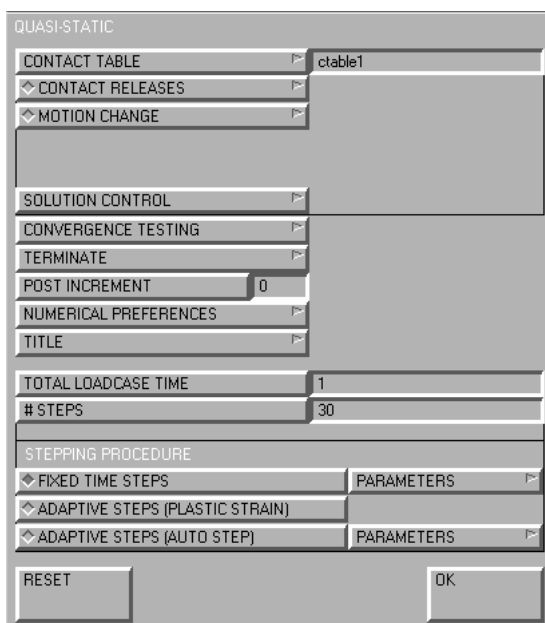 QUASI-STATIC
CONTACT TABLE ctable1
CONTACT RELEASES
MOTION CHANGE
SOLUTION CONTROL
CONVERGENCE TESTING
TERMINATE
POST INCREMENT 0
NUMERICAL PREFERENCES
TITLE
TOTAL LOADCASE TIME 1
# STEPS 30
STEPPING PROCEDURE
FIXED TIME STEPS PARAMETERS
ADAPTIVE STEPS (PLASTIC STRAIN)
ADAPTIVE STEPS (AUTO STEP) PARAMETERS
RESET OK